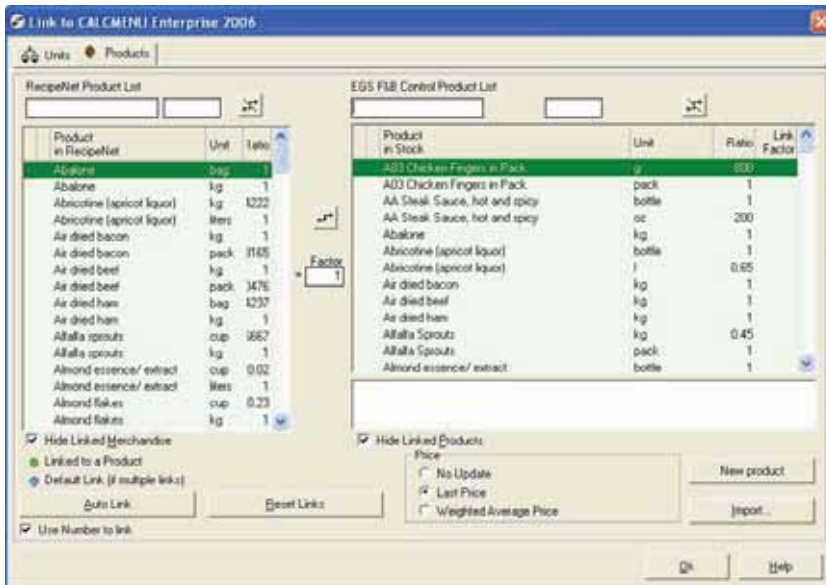 Link to CALCMENU Enterprise 2006
Units Products
RecipeNet Product List
EGS F&B Control Product List
Product in RecipeNet Unit Ratio
Abalone bag 1
Abalone kg 1
Abricotine (apricot liquor) kg
Abricotine (apricot liquor) liters 1
Air dried bacon kg 1
Air dried bacon pack
Air dried beef kg 1
Air dried beef pack
Air dried ham bag
Air dried ham kg 1
Alfalfa sprouts cup
Alfalfa sprouts kg 1
Almond essence/ extract cup 0.02
Almond essence/ extract liters 1
Almond flakes cup 0.23
Almond flakes kg 1
= Factor 1
Product in Stock Unit Ratio Link Factor
A03 Chicken Fingers in Pack g 800
A03 Chicken Fingers in Pack pack 1
AA Steak Sauce, hot and spicy bottle 1
AA Steak Sauce, hot and spicy oz 200
Abalone kg 1
Abricotine (apricot liquor) bottle 1
Abricotine (apricot liquor) l 0.65
Air dried bacon kg 1
Air dried beef kg 1
Air dried ham kg 1
Alfalfa Sprouts kg 0.45
Alfalfa Sprouts pack 1
Almond essence/ extract bottle 1
Hide Linked Merchandise
Linked to a Product
Default Link (if multiple links)
Auto Link Reset Links
Use Number to link
Hide Linked Products
Price
No Update
Last Price
Weighted Average Price
New product
Import...
Ok Help